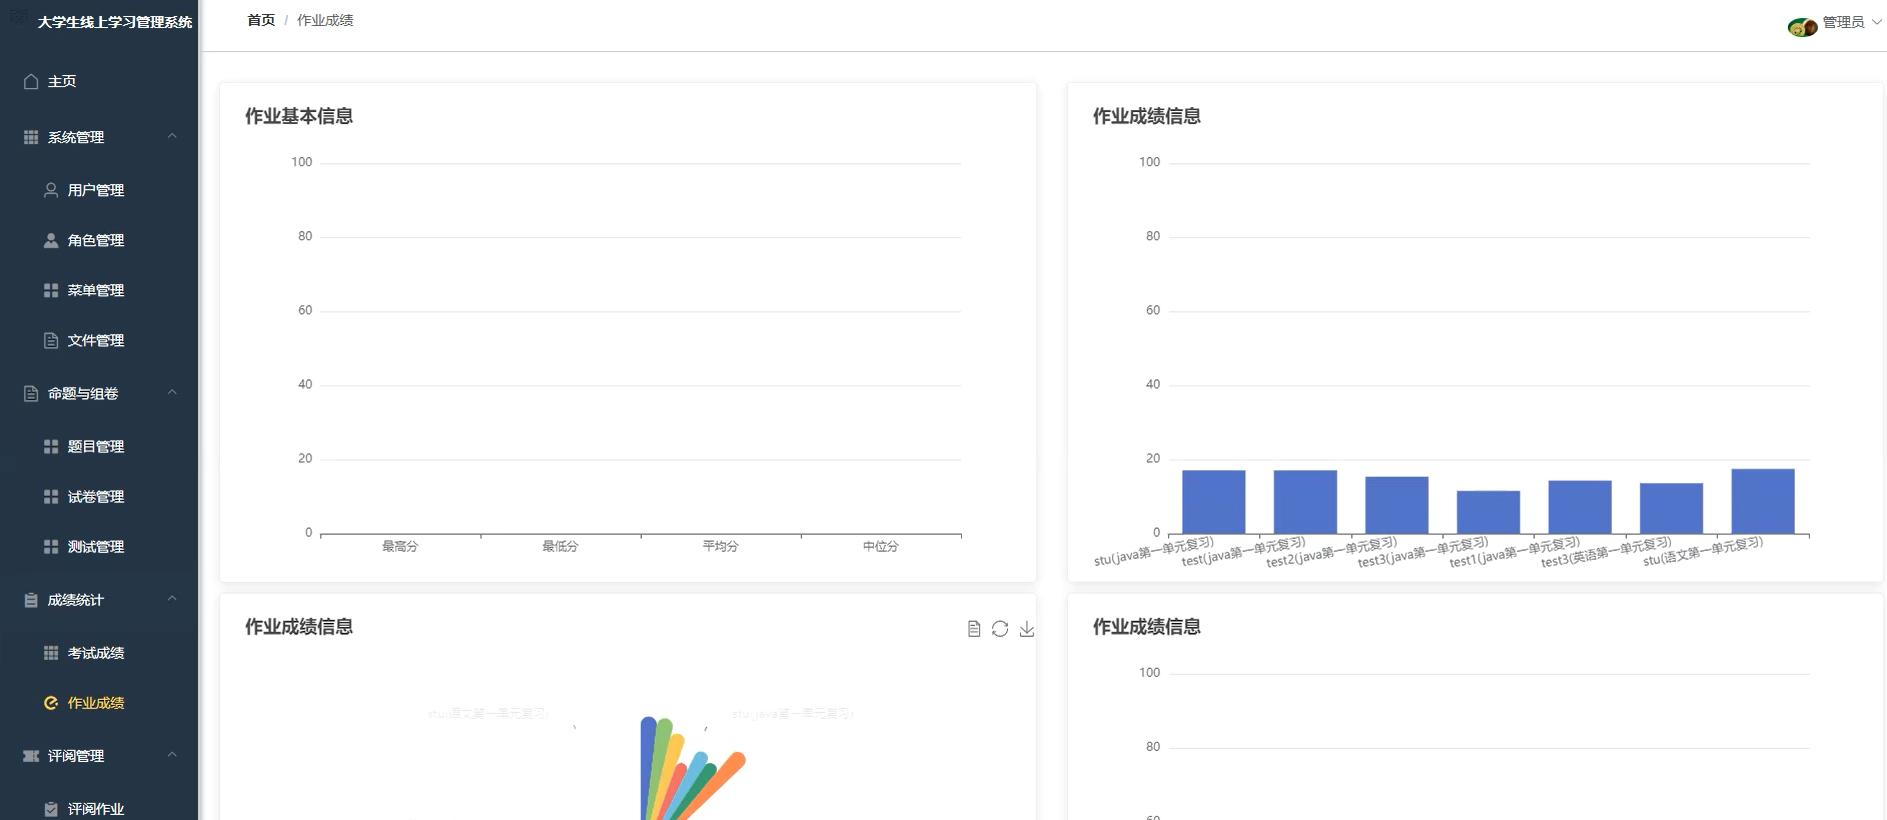 大学生线上学习管理系统
首页 / 作业成绩
管理员
主页
系统管理
用户管理
角色管理
菜单管理
文件管理
命题与组卷
题目管理
试卷管理
测试管理
成绩统计
考试成绩
作业成绩
评阅管理
评阅作业
作业基本信息
100
80
60
40
20
0
最高分
最低分
平均分
中位分
作业成绩信息
100
80
60
40
20
0
stu(java第一单元复习)
test(java第一单元复习)
test2(java第一单元复习)
test3(java第一单元复习)
test1(java第一单元复习)
test3(英语第一单元复习)
stu(语文第一单元复习)
作业成绩信息
stu(语文第一单元复习)
stu(java第一单元复习)
作业成绩信息
100
80
60